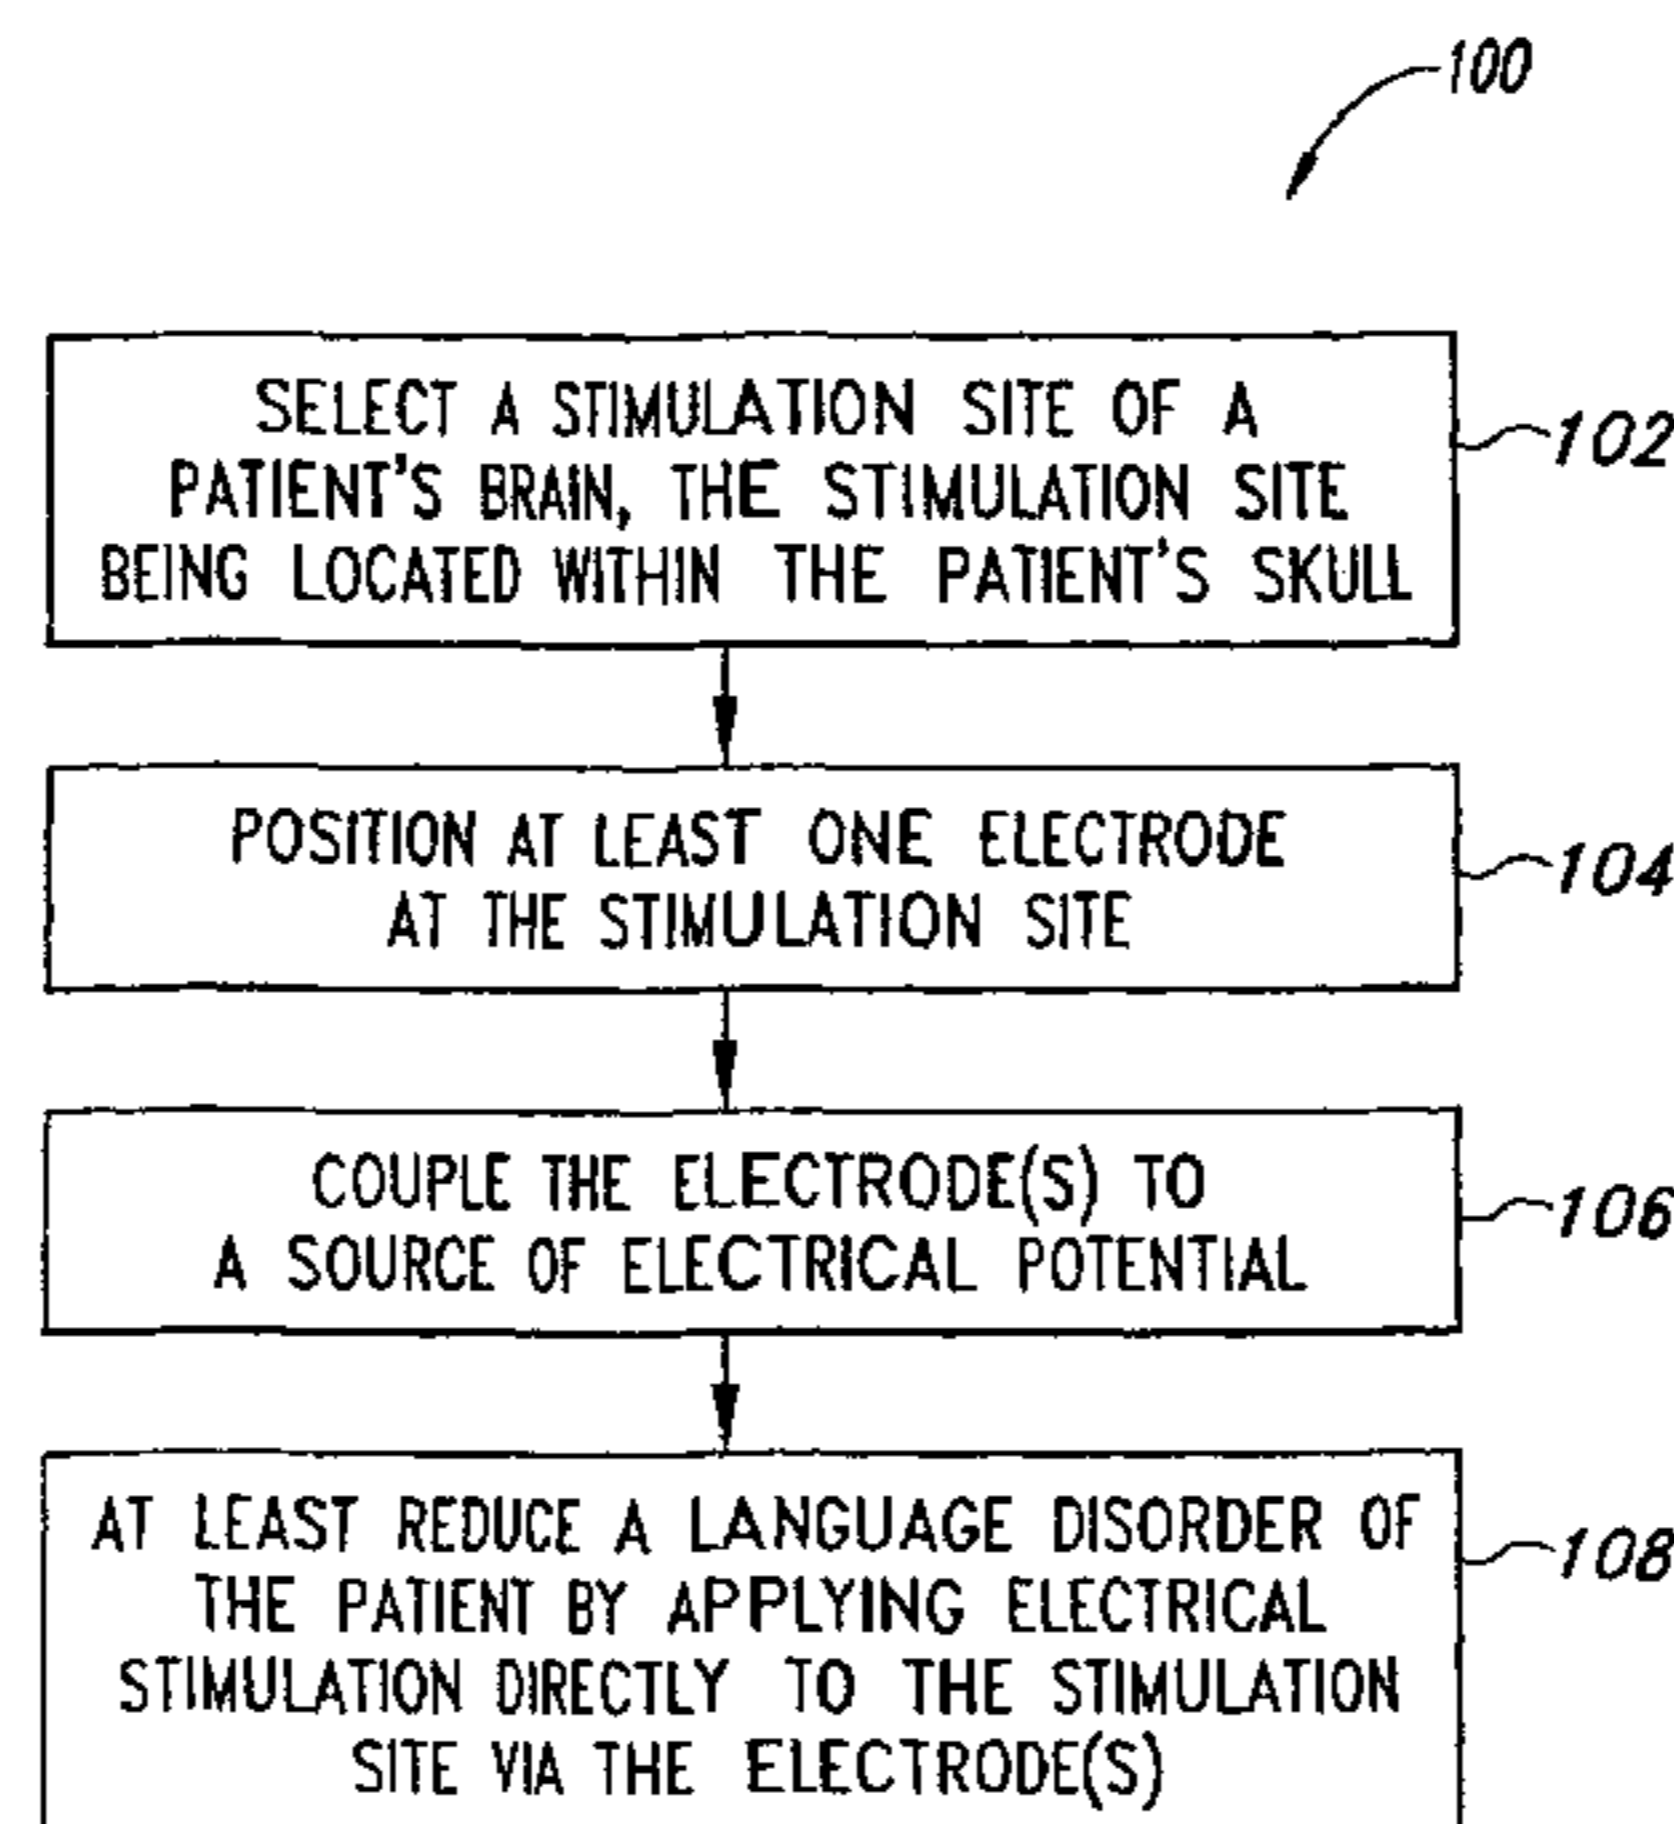 100
SELECT A STIMULATION SITE OF A
PATIENT'S BRAIN, THE STIMULATION SITE
BEING LOCATED WITHIN THE PATIENT'S SKULL
102
POSITION AT LEAST ONE ELECTRODE
AT THE STIMULATION SITE
104
COUPLE THE ELECTRODE(S) TO
A SOURCE OF ELECTRICAL POTENTIAL
106
AT LEAST REDUCE A LANGUAGE DISORDER OF
THE PATIENT BY APPLYING ELECTRICAL
STIMULATION DIRECTLY TO THE STIMULATION
SITE VIA THE ELECTRODE(S)
108